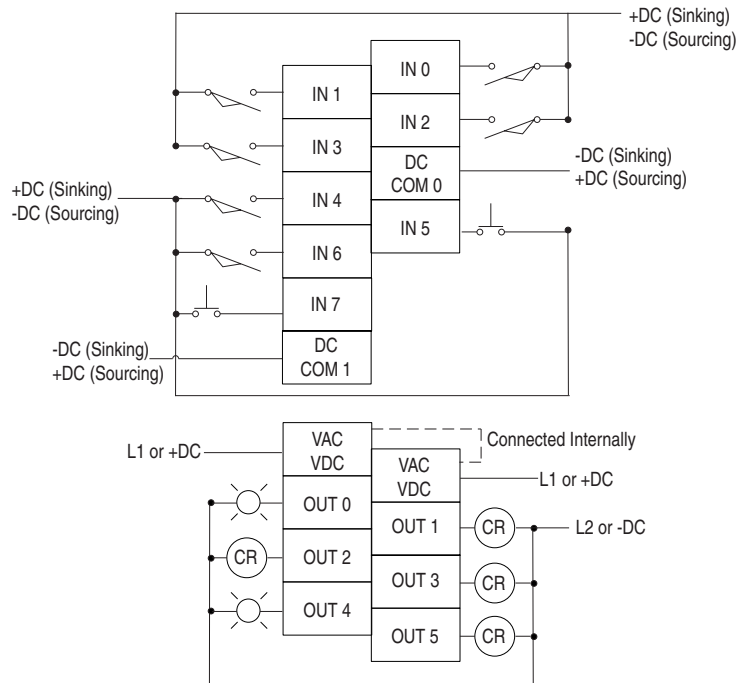 +DC (Sinking)
-DC (Sourcing)
IN 0
IN 1
IN 2
IN 3
DC
COM 0
-DC (Sinking)
+DC (Sourcing)
+DC (Sinking)
-DC (Sourcing)
IN 4
IN 5
IN 6
IN 7
-DC (Sinking)
+DC (Sourcing)
DC
COM 1
L1 or +DC
VAC
VDC
Connected Internally
VAC
VDC
L1 or +DC
OUT 0
OUT 1
CR
L2 or -DC
CR
OUT 2
OUT 3
CR
OUT 4
OUT 5
CR